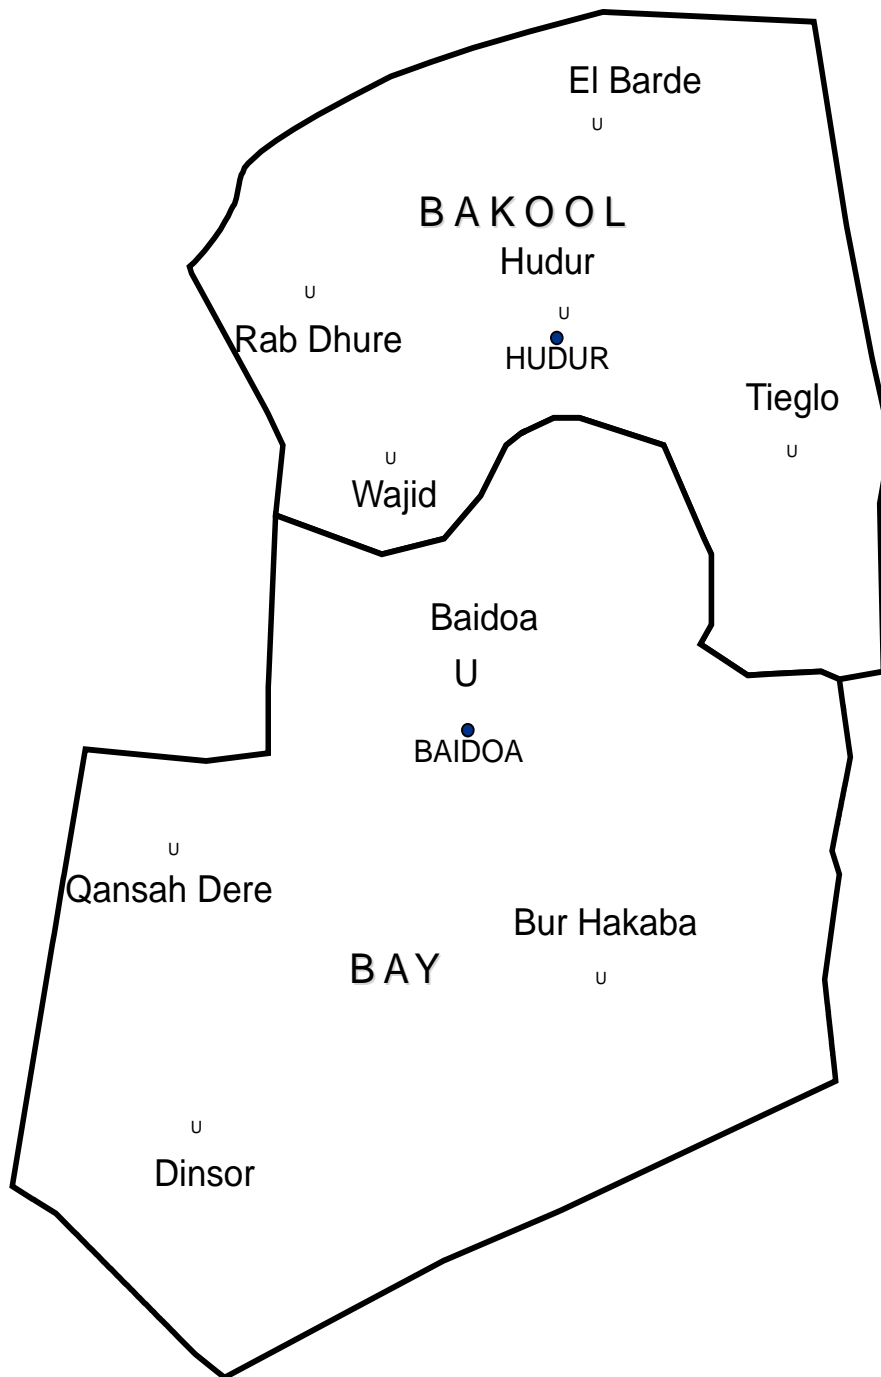 El Barde
U
BAKOOL
Hudur
U
Rab Dhure
U
HUDUR
Tieglo
U
U
Wajid
Baidoa
U
BAIDOA
U
Qansah Dere
Bur Hakaba
BAY
U
U
Dinsor